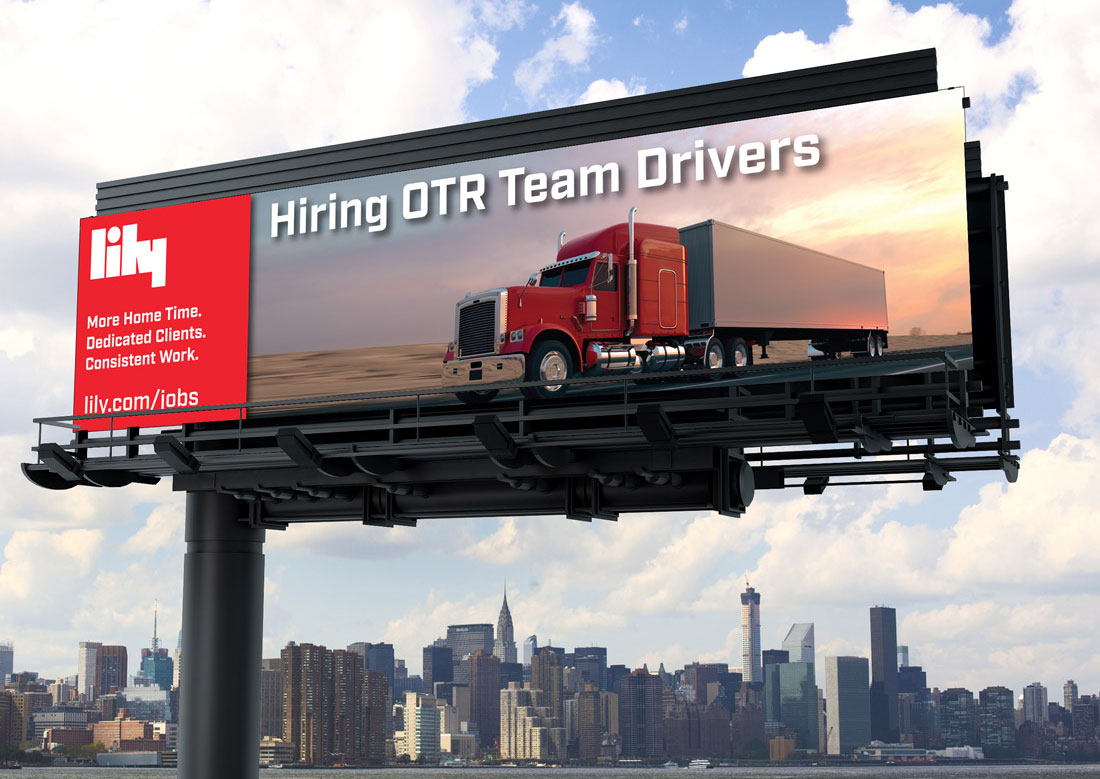 Hiring OTR Team Drivers
lily
More Home Time.
Dedicated Clients.
Consistent Work.
lily.com/jobs